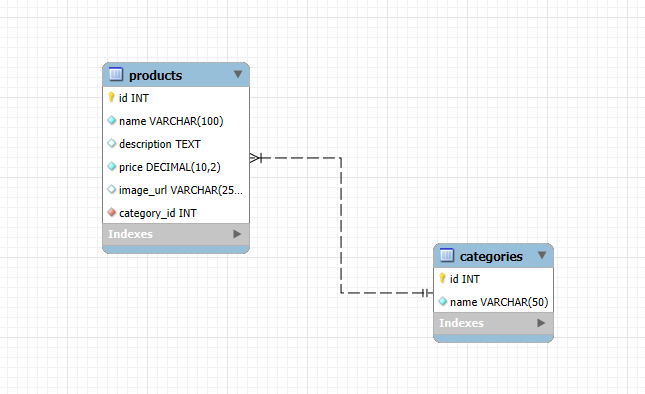 products
id INT
name VARCHAR(100)
description TEXT
price DECIMAL(10,2)
image_url VARCHAR(25...
category_id INT
Indexes
categories
id INT
name VARCHAR(50)
Indexes